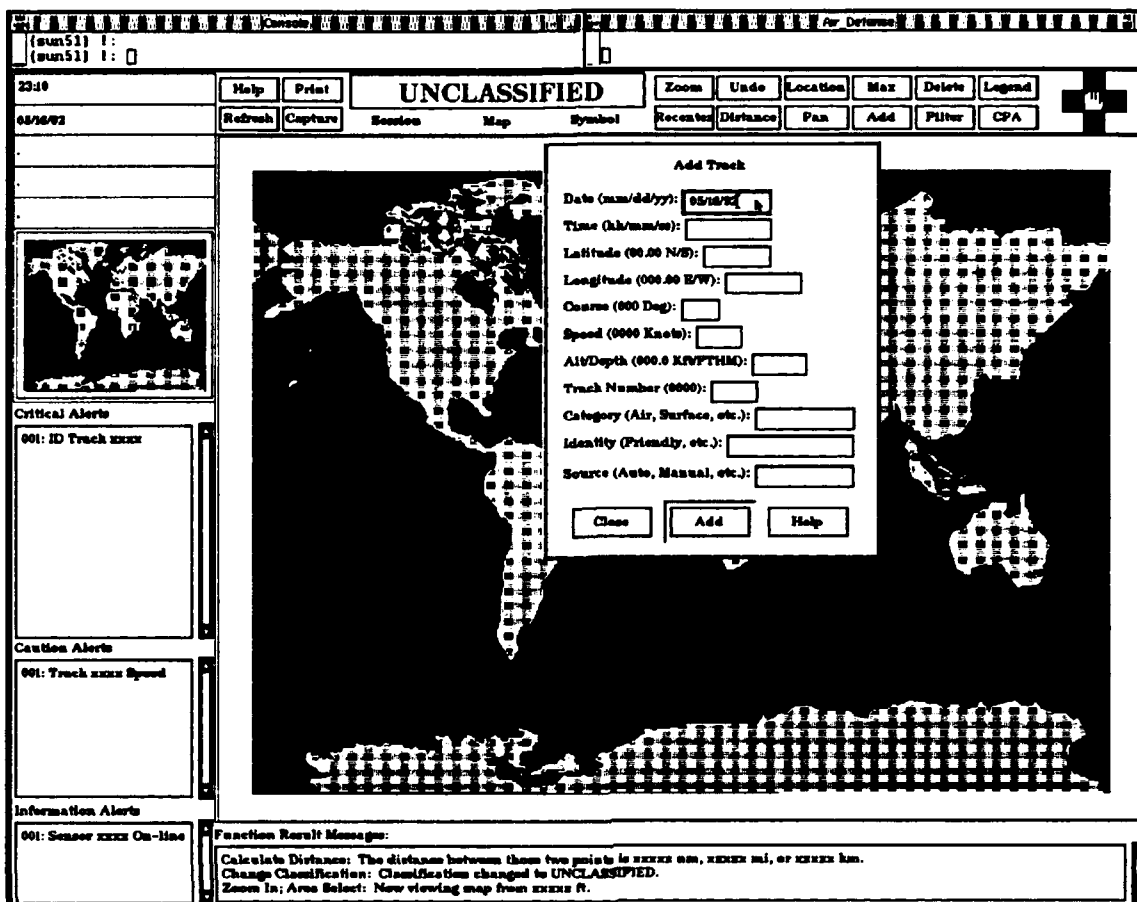 Console
Air Defense
{sun51} !:
{sun51} !:
23:10
05/16/92
Help Print UNCLASSIFIED Zoom Undo Location Max Delete Legend
Refresh Capture Session Map Symbol Recenter Distance Pan Add Filter CPA
Add Track
Date (mm/dd/yy): 05/16/92
Time (hh/mm/ss):
Latitude (00.00 N/S):
Longitude (000.00 E/W):
Course (000 Deg):
Speed (0000 Knots):
Alt/Depth (000.0 Kft/FTHM):
Track Number (0000):
Category (Air, Surface, etc.):
Identity (Friendly, etc.):
Source (Auto, Manual, etc.):
Close Add Help
Critical Alerts
001: ID Track xxxx
Caution Alerts
001: Track xxxx Speed
Information Alerts
001: Sensor xxxx On-line
Function Result Messages:
Calculate Distance: The distance between those two points is xxxxx nm, xxxxx mi, or xxxxx km.
Change Classification: Classification changed to UNCLASSIFIED.
Zoom In; Area Select: Now viewing map from xxxxx ft.